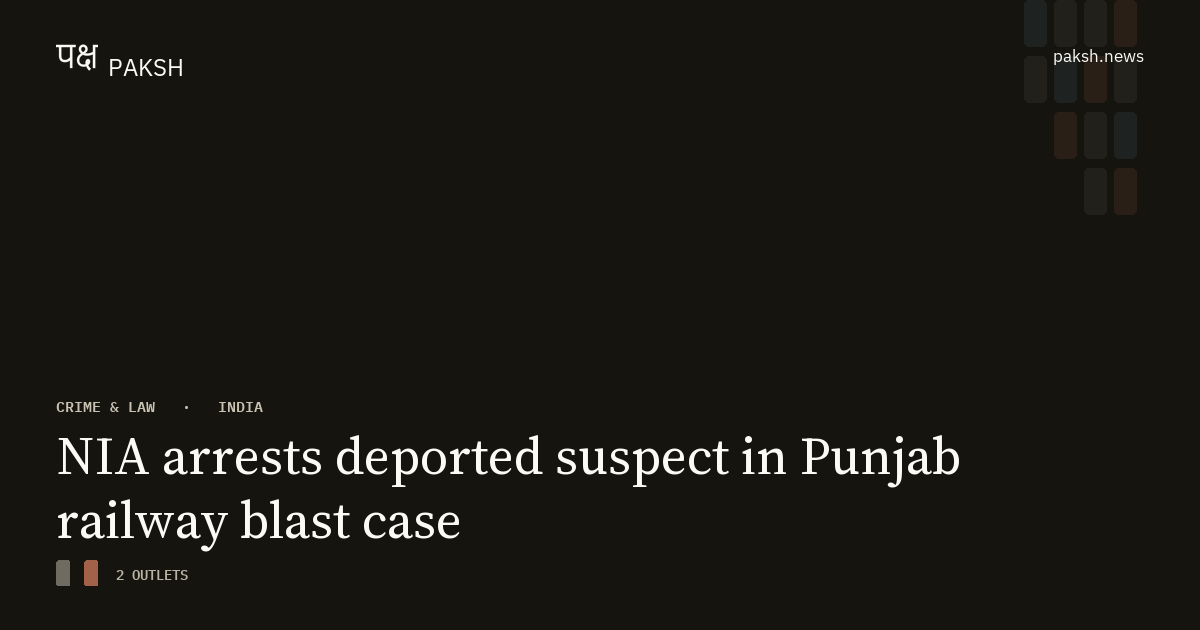 पक्ष PAKSH
paksh.news
CRIME & LAW · INDIA
NIA arrests deported suspect in Punjab
railway blast case
2 OUTLETS